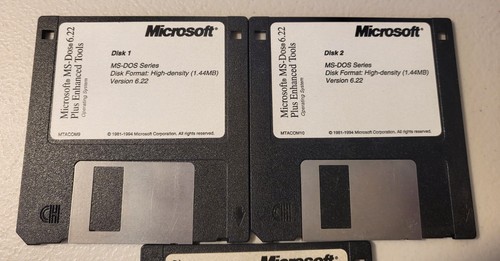 Microsoft®
Disk 1
MS-DOS Series
Disk Format: High-density (1.44MB)
Version 6.22
Microsoft® MS-Dos® 6.22
Plus Enhanced Tools
Operating System
MTACOM9
© 1981-1994 Microsoft Corporation. All rights reserved.
Microsoft®
Disk 2
MS-DOS Series
Disk Format: High-density (1.44MB)
Version 6.22
Microsoft® MS-Dos® 6.22
Plus Enhanced Tools
Operating System
MTACOM10
© 1981-1994 Microsoft Corporation. All rights reserved.
Microsoft